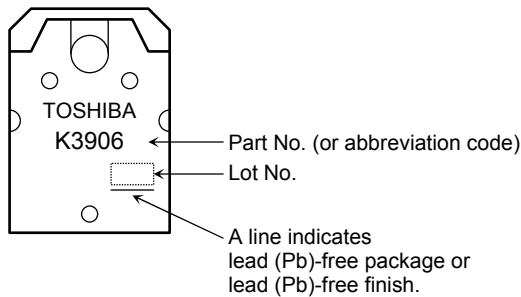 TOSHIBA
K3906
Part No. (or abbreviation code)
Lot No.
A line indicates
lead (Pb)-free package or
lead (Pb)-free finish.